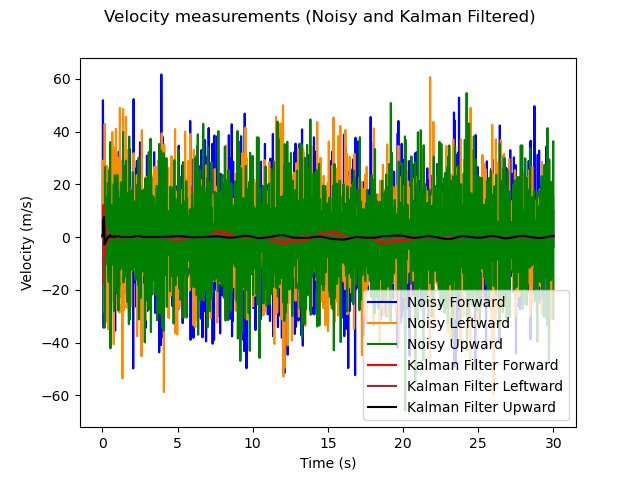 Velocity measurements (Noisy and Kalman Filtered)
60
40
20
0
−20
−40
−60
Velocity (m/s)
Noisy Forward
Noisy Leftward
Noisy Upward
Kalman Filter Forward
Kalman Filter Leftward
Kalman Filter Upward
0 5 10 15 20 25 30
Time (s)